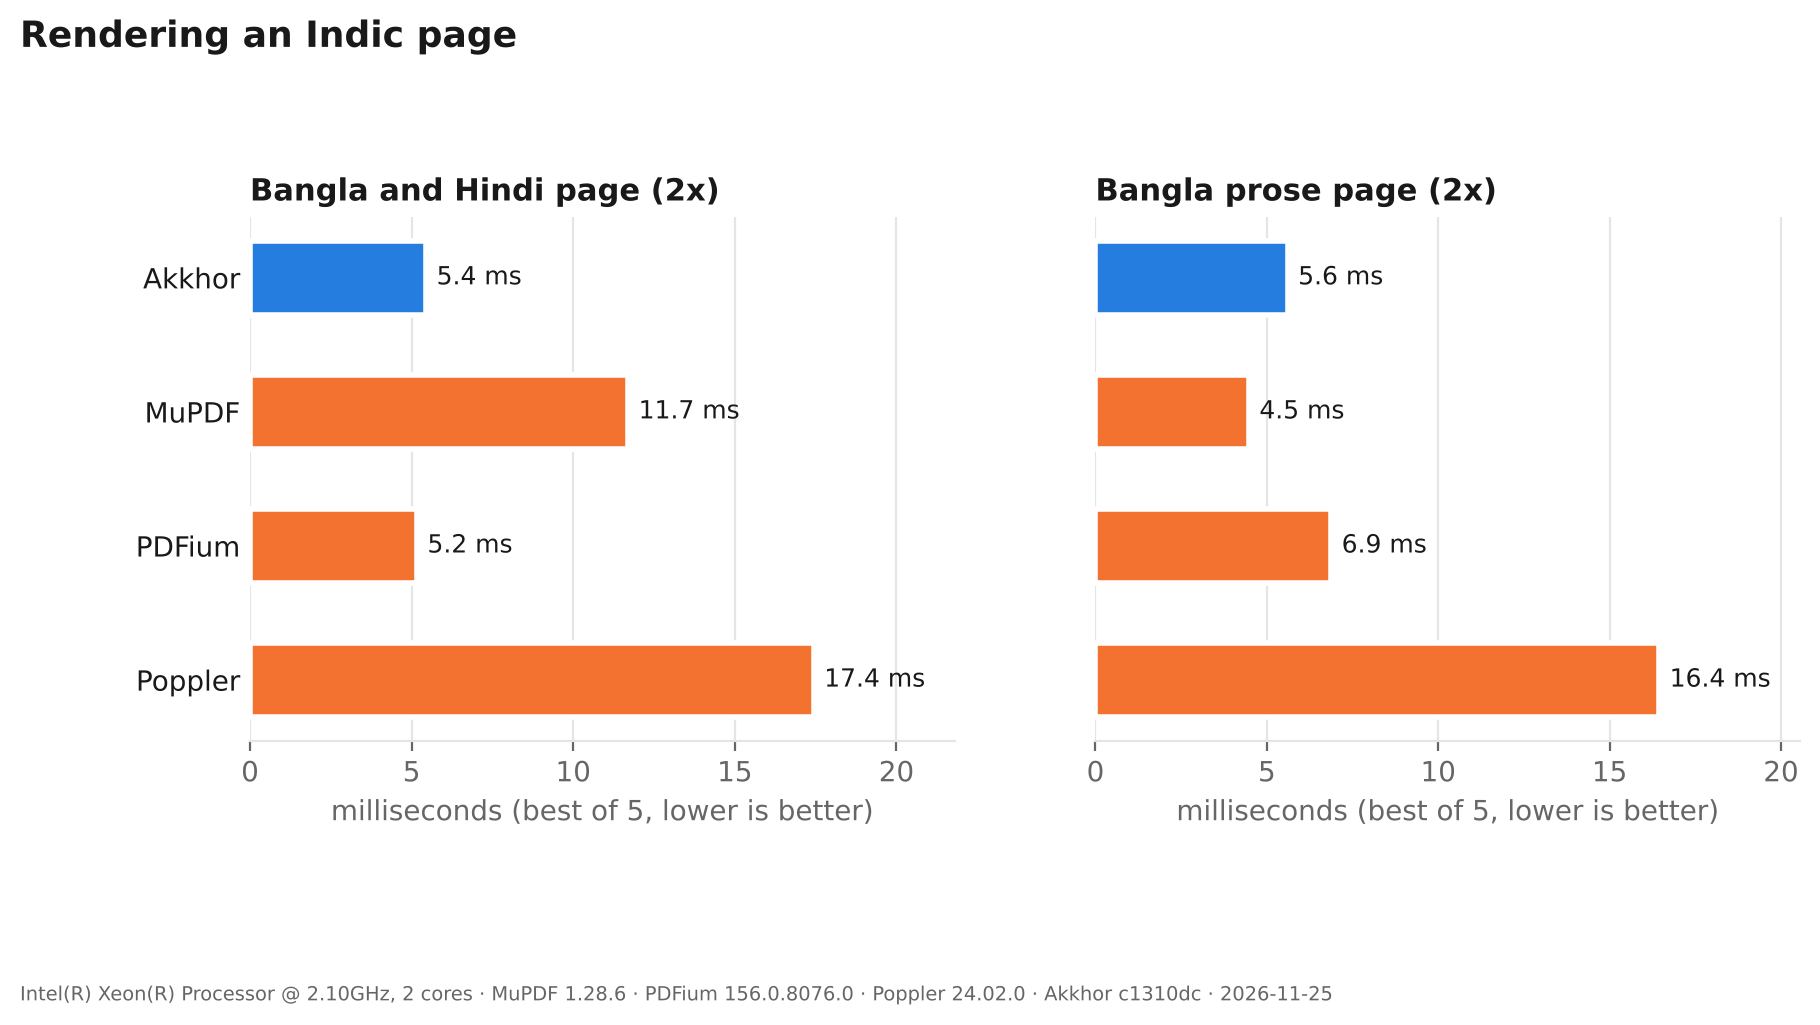 Rendering an Indic page
Bangla and Hindi page (2x)
Akkhor
5.4 ms
MuPDF
11.7 ms
PDFium
5.2 ms
Poppler
17.4 ms
0 5 10 15 20
milliseconds (best of 5, lower is better)
Bangla prose page (2x)
5.6 ms
4.5 ms
6.9 ms
16.4 ms
0 5 10 15 20
milliseconds (best of 5, lower is better)
Intel(R) Xeon(R) Processor @ 2.10GHz, 2 cores · MuPDF 1.28.6 · PDFium 156.0.8076.0 · Poppler 24.02.0 · Akkhor c1310dc · 2026-11-25